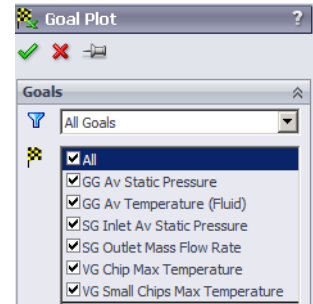 Goal Plot ?
Goals
All Goals
All
GG Av Static Pressure
GG Av Temperature (Fluid)
SG Inlet Av Static Pressure
SG Outlet Mass Flow Rate
VG Chip Max Temperature
VG Small Chips Max Temperature